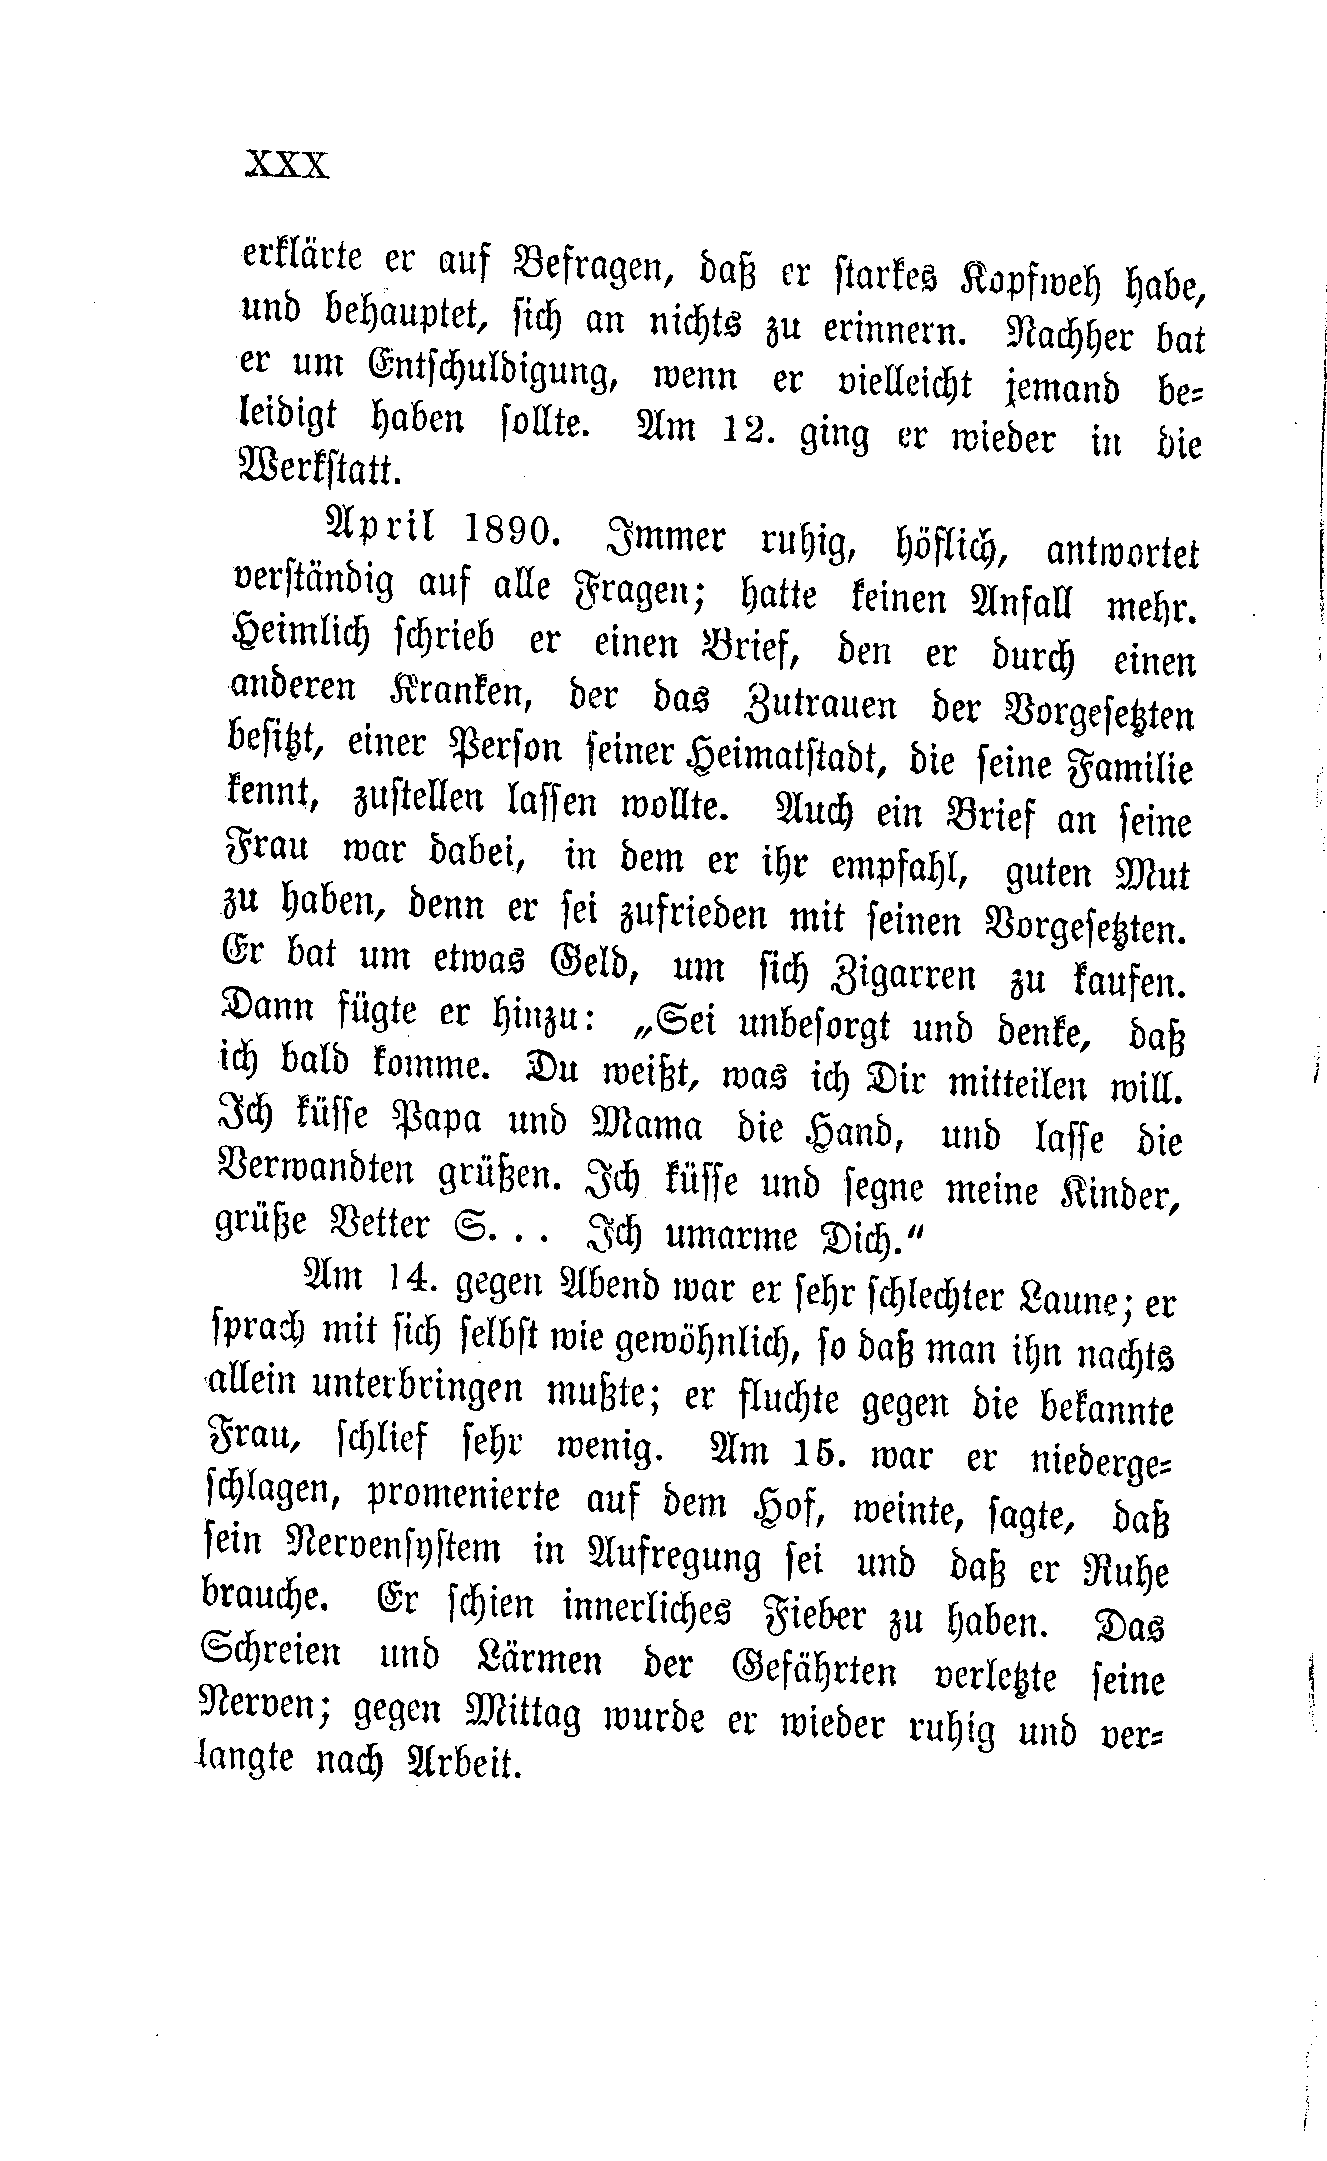 XXX
erklärte er auf Befragen, daß er starkes Kopfweh habe,
und behauptet, sich an nichts zu erinnern. Nachher bat
er um Entschuldigung, wenn er vielleicht jemand be-
leidigt haben sollte. Am 12. ging er wieder in die
Werkstatt.
April 1890. Immer ruhig, höflich, antwortet
verständig auf alle Fragen; hatte keinen Anfall mehr.
Heimlich schrieb er einen Brief, den er durch einen
anderen Kranken, der das Zutrauen der Vorgesetzten
besitzt, einer Person seiner Heimatstadt, die seine Familie
kennt, zustellen lassen wollte. Auch ein Brief an seine
Frau war dabei, in dem er ihr empfahl, guten Mut
zu haben, denn er sei zufrieden mit seinen Vorgesetzten.
Er bat um etwas Geld, um sich Zigarren zu kaufen.
Dann fügte er hinzu: „Sei unbesorgt und denke, daß
ich bald komme. Du weißt, was ich Dir mitteilen will.
Ich küsse Papa und Mama die Hand, und lasse die
Verwandten grüßen. Ich küsse und segne meine Kinder,
grüße Vetter S... Ich umarme Dich.“
Am 14. gegen Abend war er sehr schlechter Laune; er
sprach mit sich selbst wie gewöhnlich, so daß man ihn nachts
allein unterbringen mußte; er fluchte gegen die bekannte
Frau, schlief sehr wenig. Am 15. war er niederge-
schlagen, promenierte auf dem Hof, weinte, sagte, daß
sein Nervensystem in Aufregung sei und daß er Ruhe
brauche. Er schien innerliches Fieber zu haben. Das
Schreien und Lärmen der Gefährten verletzte seine
Nerven; gegen Mittag wurde er wieder ruhig und ver-
langte nach Arbeit.